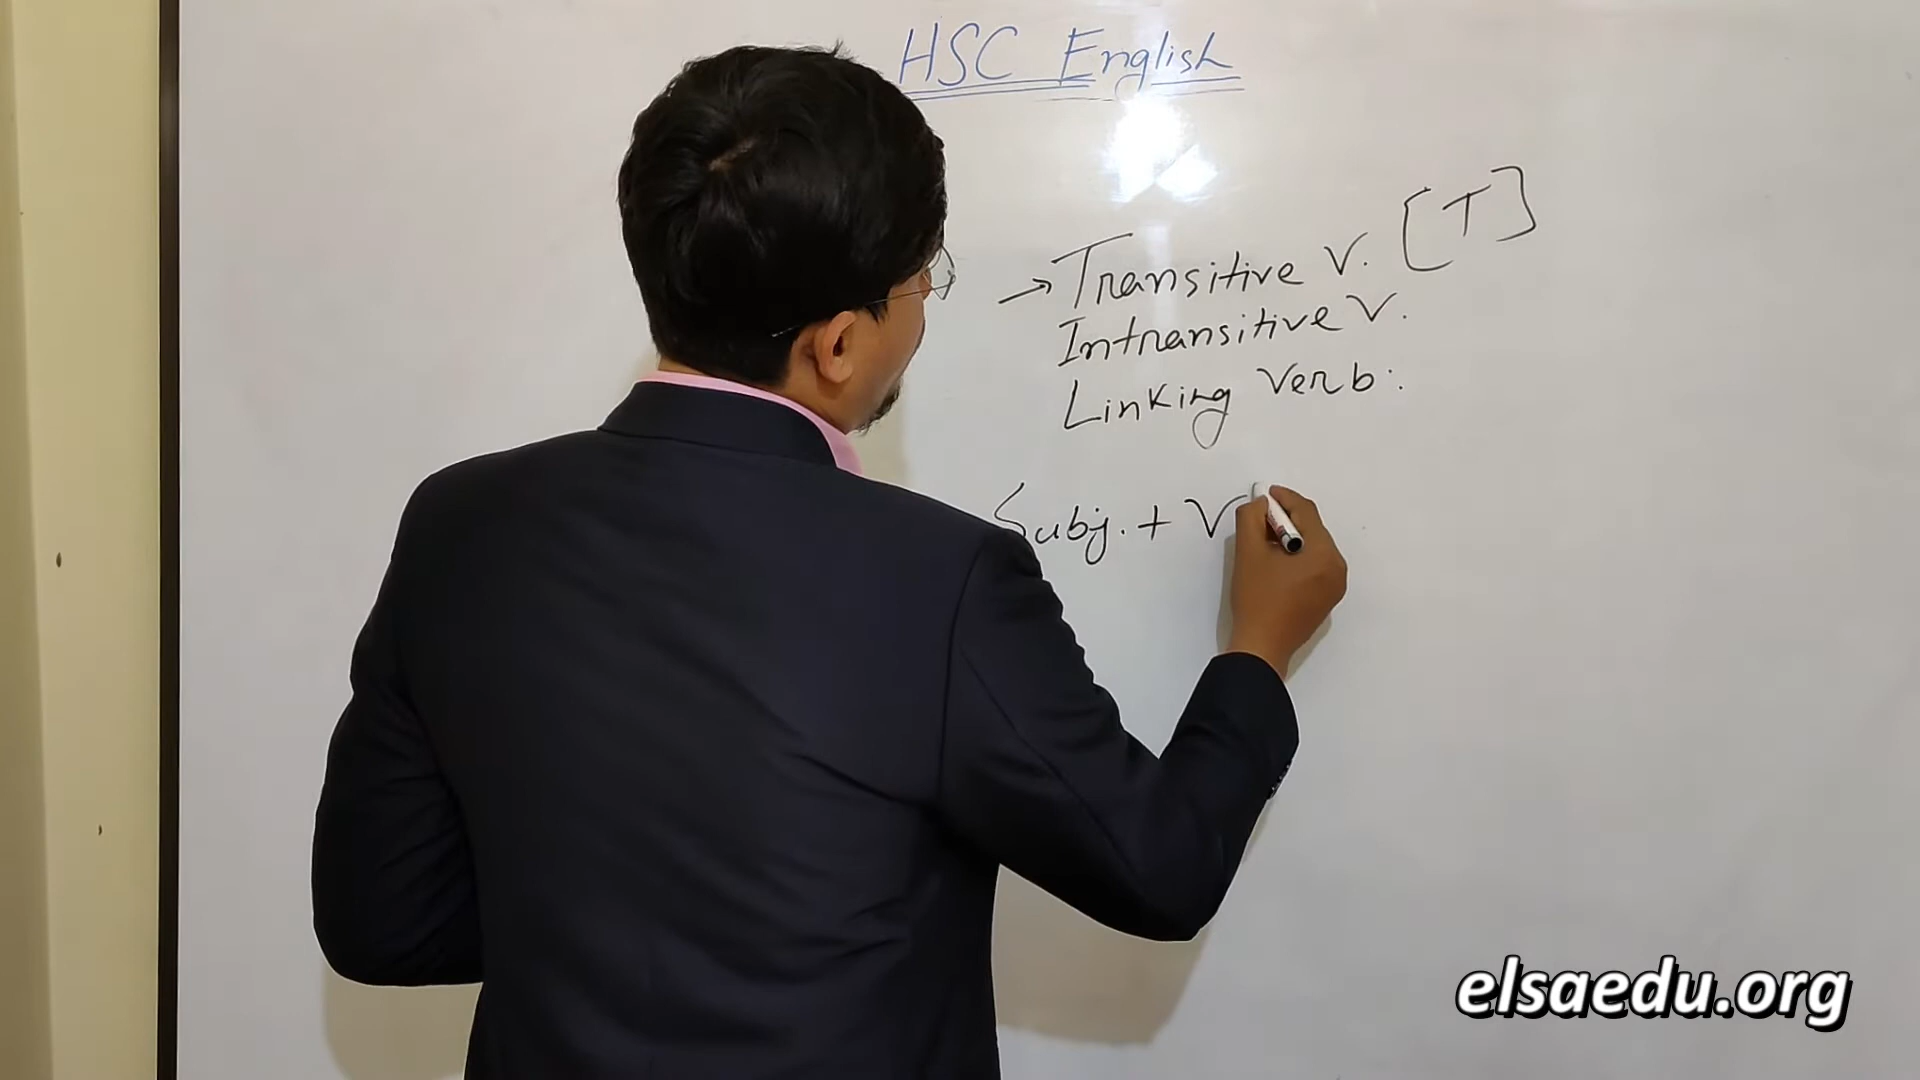 HSC English
→ Transitive V. [T]
Intransitive V.
Linking Verb.
Subj. + V
elsaedu.org